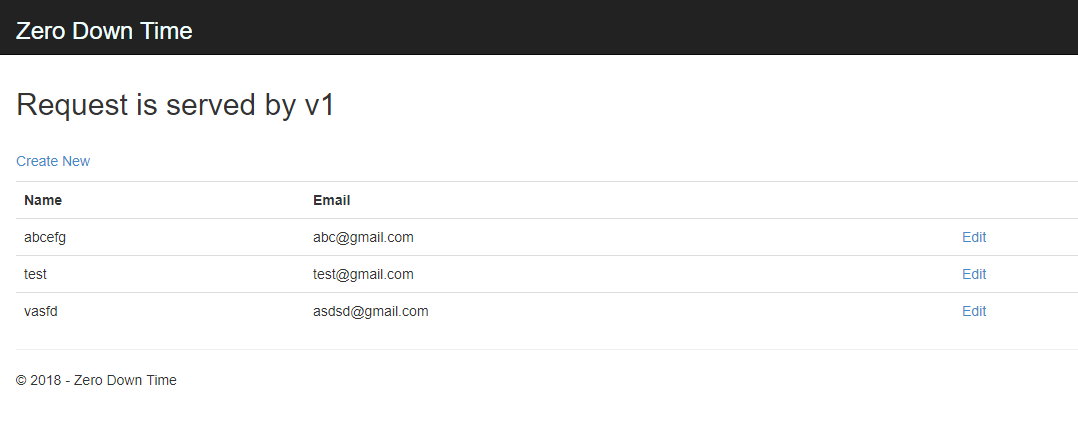 Zero Down Time
Request is served by v1
Create New
Name Email
abcefg abc@gmail.com Edit
test test@gmail.com Edit
vasfd asdsd@gmail.com Edit
© 2018 - Zero Down Time